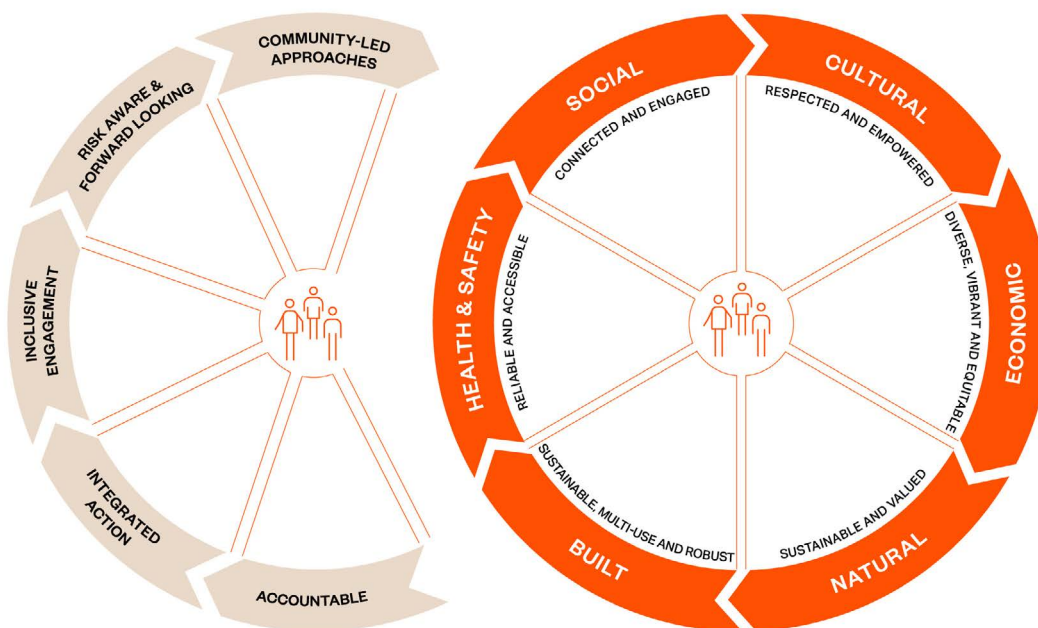 COMMUNITY-LED
APPROACHES
RISK AWARE &
FORWARD LOOKING
INCLUSIVE
ENGAGEMENT
INTEGRATED
ACTION
ACCOUNTABLE
SOCIAL
CONNECTED AND ENGAGED
CULTURAL
RESPECTED AND EMPOWERED
ECONOMIC
DIVERSE, VIBRANT AND EQUITABLE
NATURAL
SUSTAINABLE AND VALUED
BUILT
SUSTAINABLE, MULTI-USE AND ROBUST
HEALTH & SAFETY
RELIABLE AND ACCESSIBLE